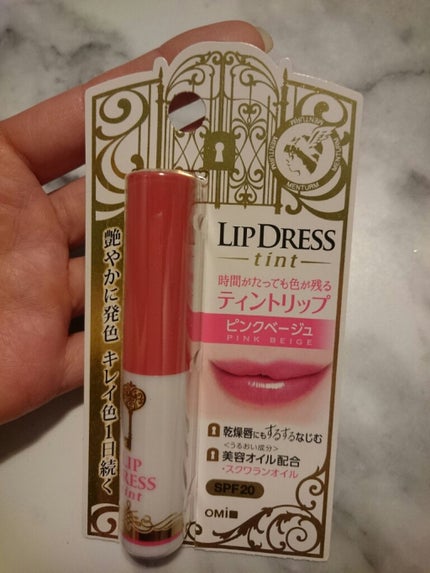 MENTURM
LIPDRESS
tint
時間がたっても色が残る
ティントリップ
ピンクベージュ
PINK BEIGE
乾燥唇にもするするなじむ
<うるおい成分>
美容オイル配合
・スクワランオイル
SPF20
OMI
艶やかに発色 キレイ色1日続く
LIP
DRESS
tint